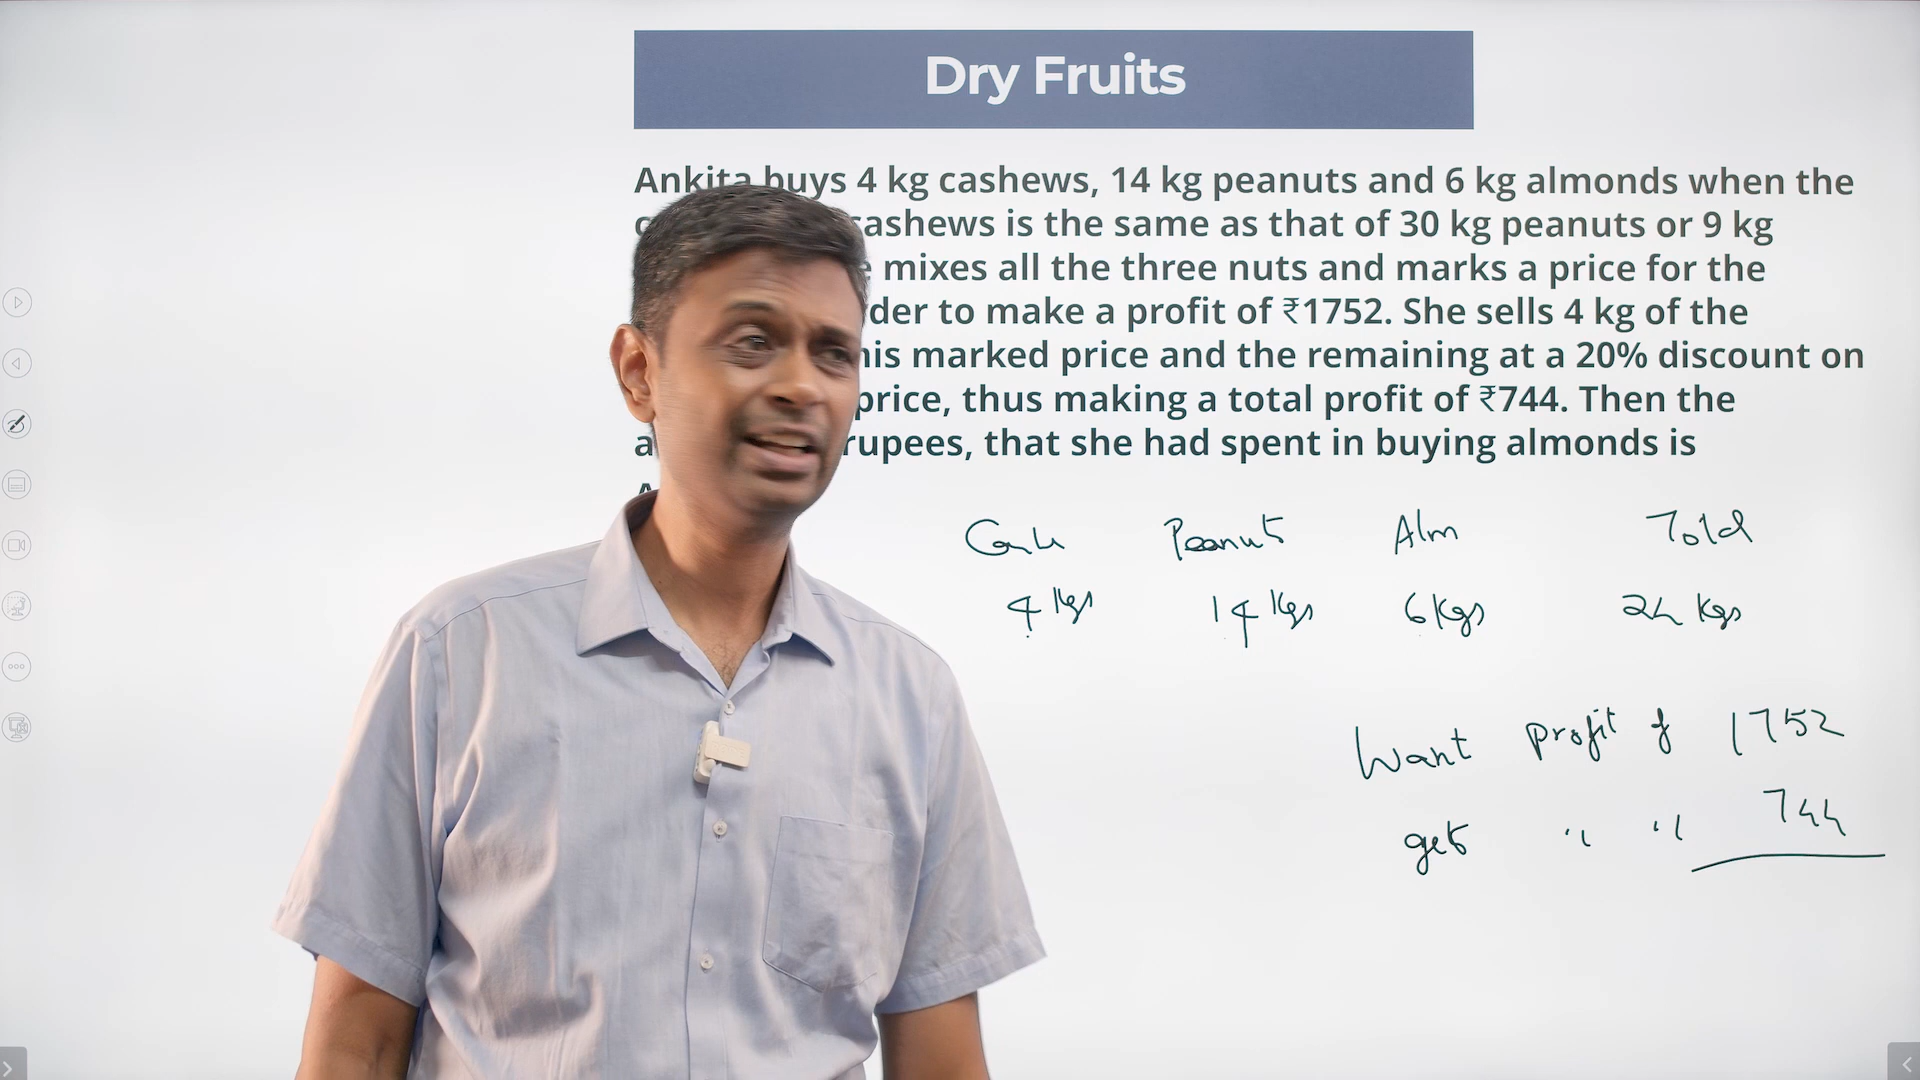 Dry Fruits
Ankita buys 4 kg cashews, 14 kg peanuts and 6 kg almonds when the
cashews is the same as that of 30 kg peanuts or 9 kg
mixes all the three nuts and marks a price for the
to make a profit of ₹1752. She sells 4 kg of the
marked price and the remaining at a 20% discount on
price, thus making a total profit of ₹744. Then the
rupees, that she had spent in buying almonds is
Peanuts Alm Total
4 Kgs 14 Kgs 6 Kgs 24 Kgs
Want profit of 1752
get " " 744